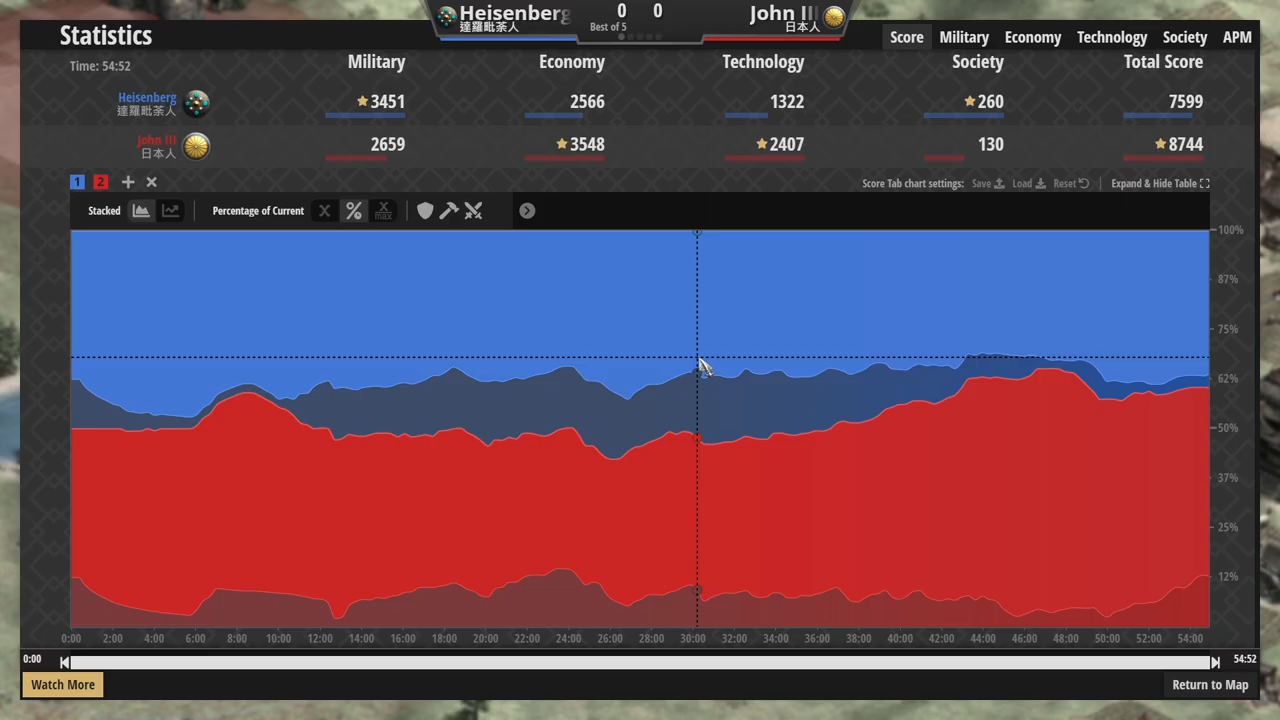 Heisenberg 0 0 John III
達羅毗荼人 Best of 5 日本人
Statistics Score Military Economy Technology Society APM
Time: 54:52 Military Economy Technology Society Total Score
Heisenberg
達羅毗荼人
3451 2566 1322 260 7599
John III
日本人
2659 3548 2407 130 8744
1 2 Score Tab chart settings: Save Load Reset Expand & Hide Table
Stacked Percentage of Current X % X max
100%
87%
75%
62%
50%
37%
25%
12%
0:00 2:00 4:00 6:00 8:00 10:00 12:00 14:00 16:00 18:00 20:00 22:00 24:00 26:00 28:00 30:00 32:00 34:00 36:00 38:00 40:00 42:00 44:00 46:00 48:00 50:00 52:00 54:00
0:00 54:52
Watch More Return to Map